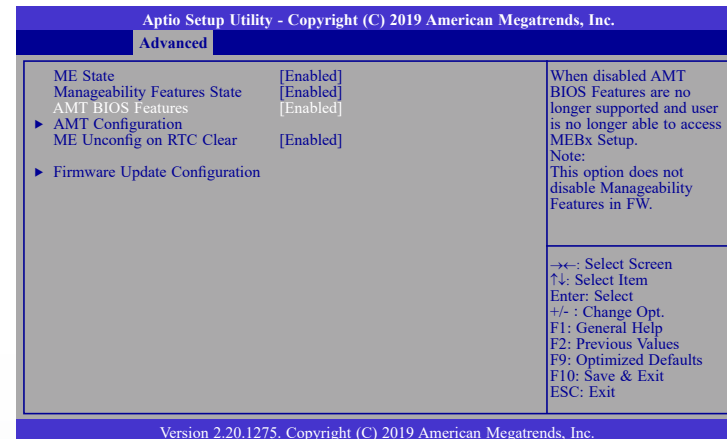 Aptio Setup Utility - Copyright (C) 2019 American Megatrends, Inc.
Advanced
ME State [Enabled]
Manageability Features State [Enabled]
AMT BIOS Features [Enabled]
► AMT Configuration
ME Unconfig on RTC Clear [Enabled]
► Firmware Update Configuration
When disabled AMT
BIOS Features are no
longer supported and user
is no longer able to access
MEBx Setup.
Note:
This option does not
disable Manageability
Features in FW.
→←: Select Screen
↑↓: Select Item
Enter: Select
+/- : Change Opt.
F1: General Help
F2: Previous Values
F9: Optimized Defaults
F10: Save & Exit
ESC: Exit
Version 2.20.1275. Copyright (C) 2019 American Megatrends, Inc.